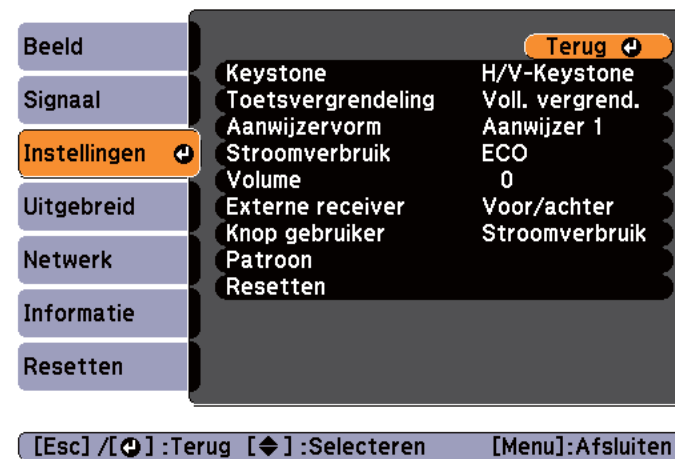 Beeld
Signaal
Instellingen
Uitgebreid
Netwerk
Informatie
Resetten
Terug
Keystone H/V-Keystone
Toetsvergrendeling Voll. vergrend.
Aanwijzervorm Aanwijzer 1
Stroomverbruik ECO
Volume 0
Externe receiver Voor/achter
Knop gebruiker Stroomverbruik
Patroon
Resetten
[Esc] /[⏎] :Terug [◆] :Selecteren [Menu]:Afsluiten